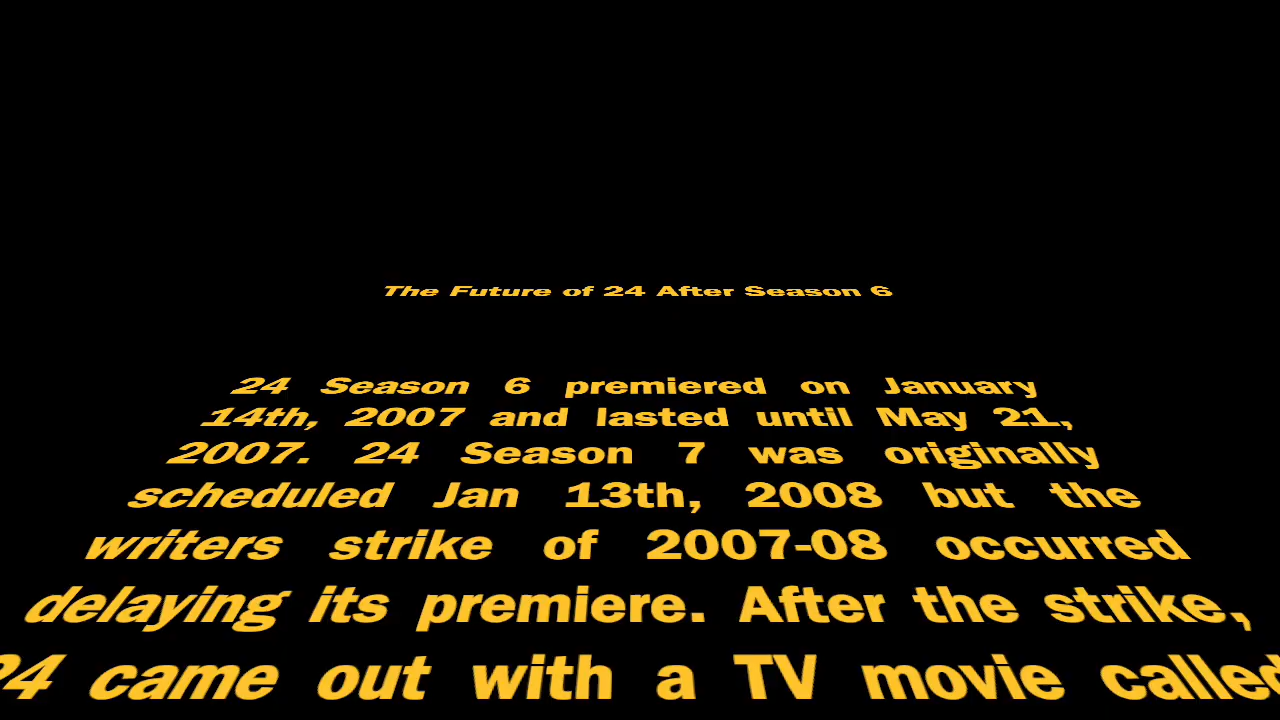 The Future of 24 After Season 6
24 Season 6 premiered on January
14th, 2007 and lasted until May 21,
2007. 24 Season 7 was originally
scheduled Jan 13th, 2008 but the
writers strike of 2007-08 occurred
delaying its premiere. After the strike,
24 came out with a TV movie called